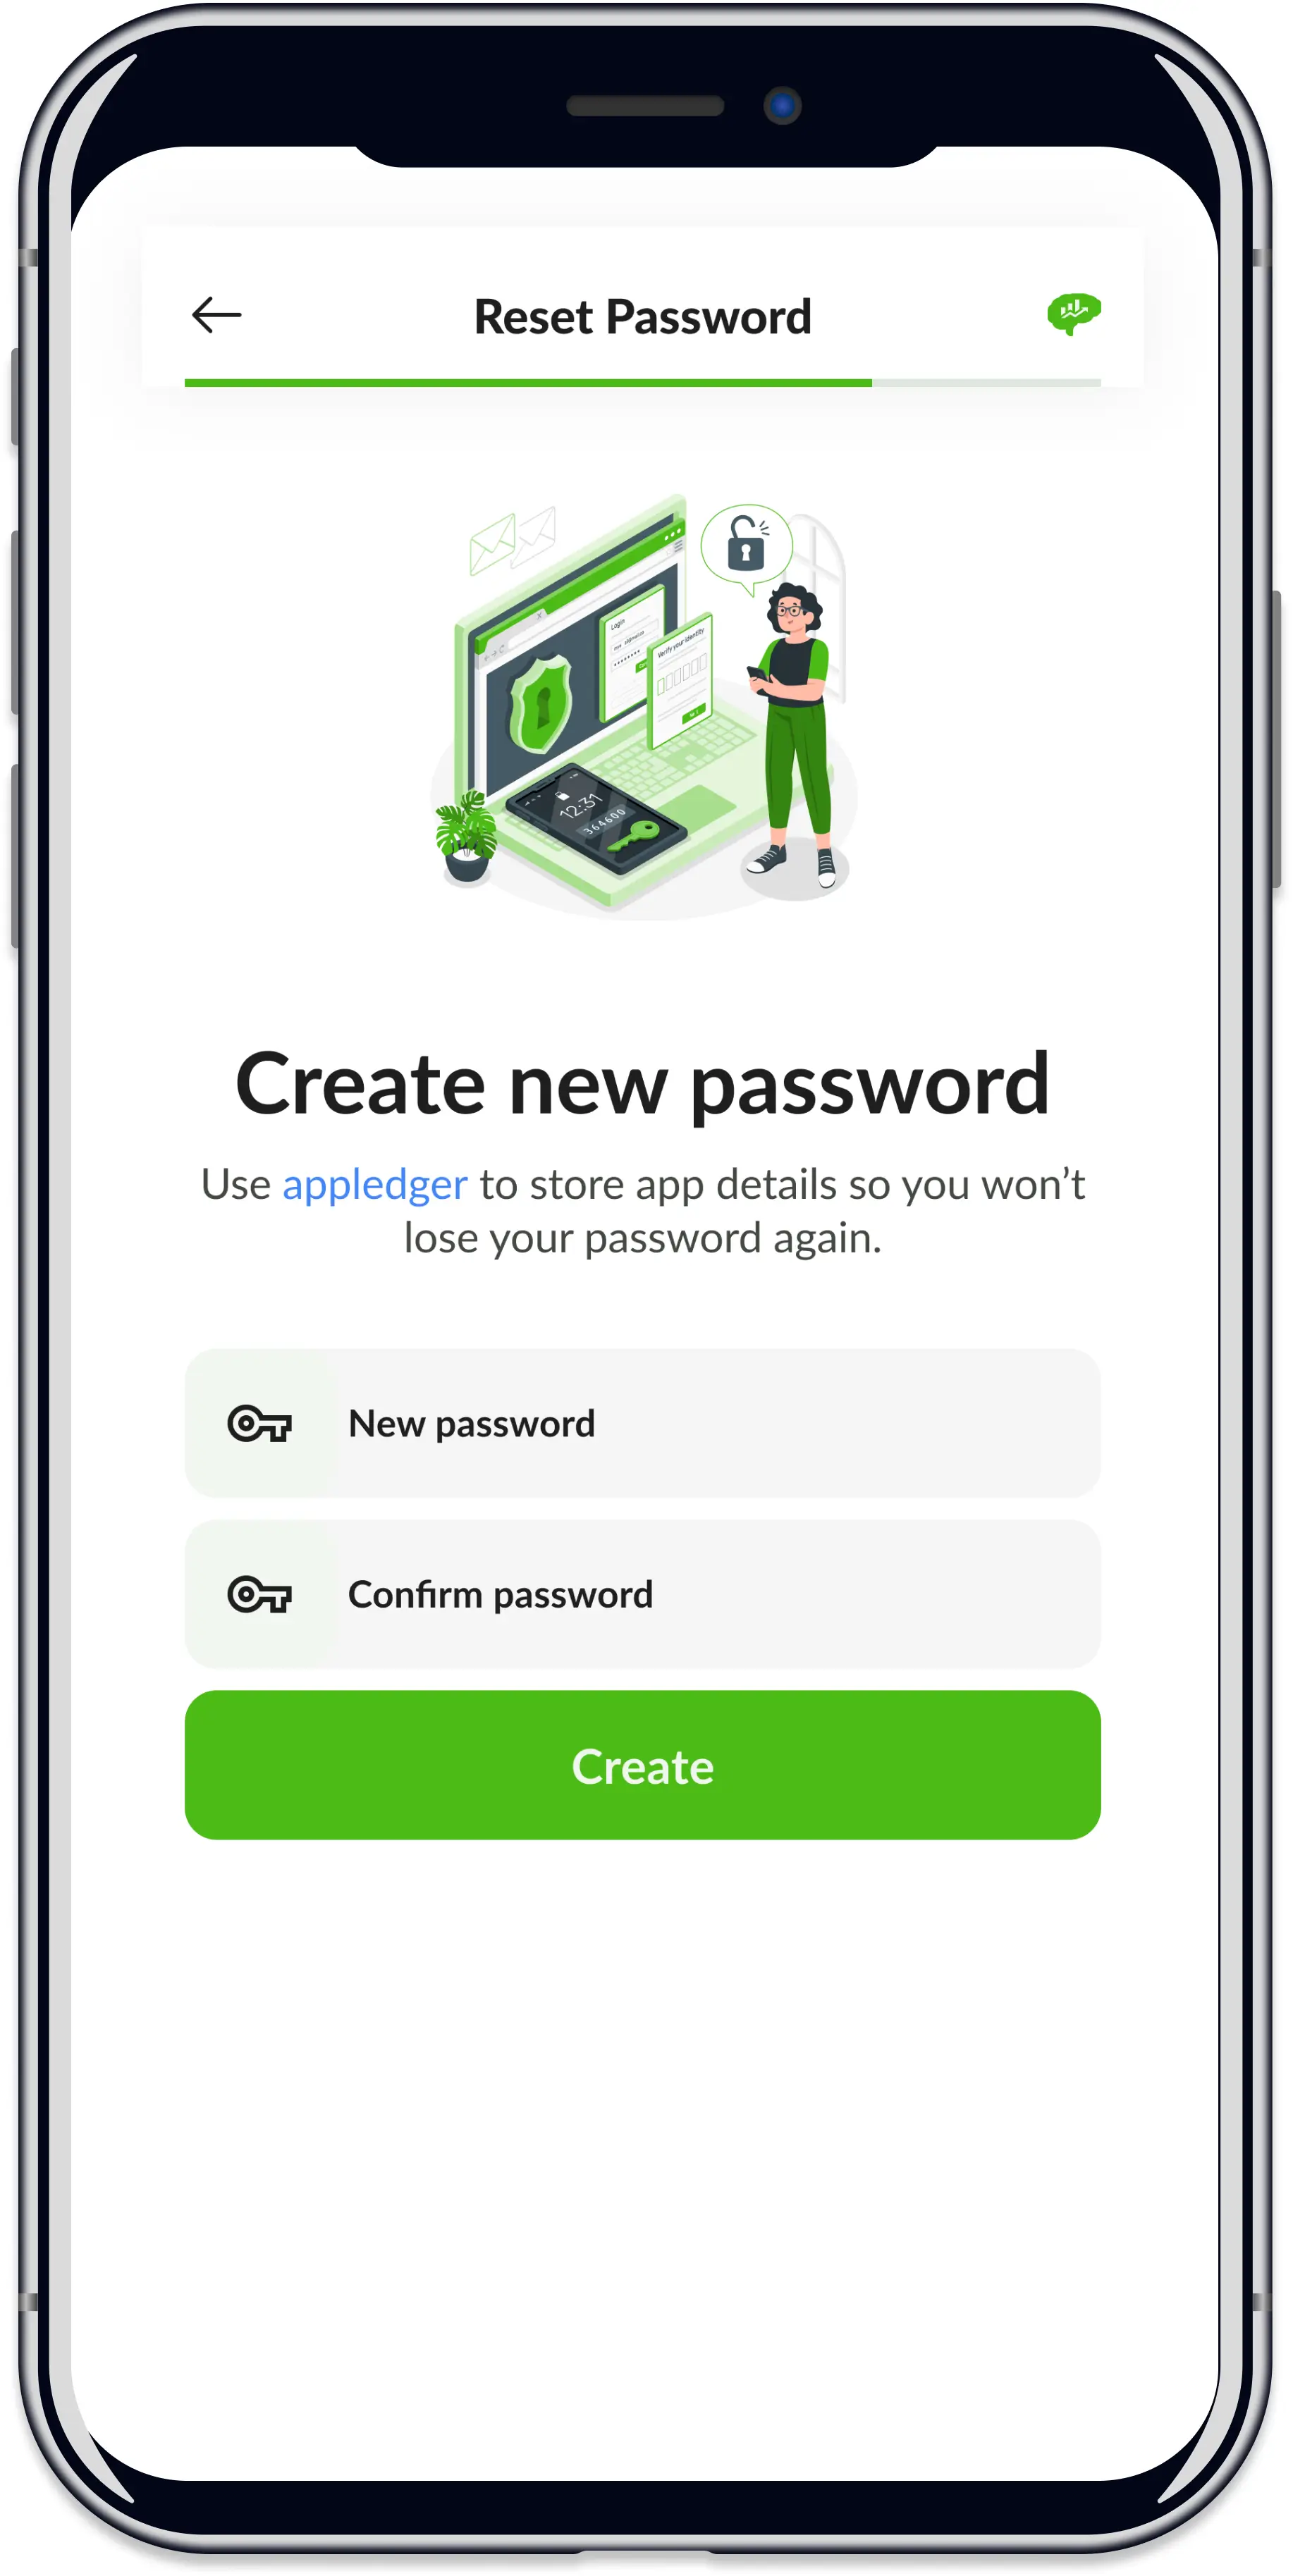 Reset Password
Login
Verify your identity
12:31
364600
Create new password
Use appledger to store app details so you won’t
lose your password again.
New password
Confirm password
Create